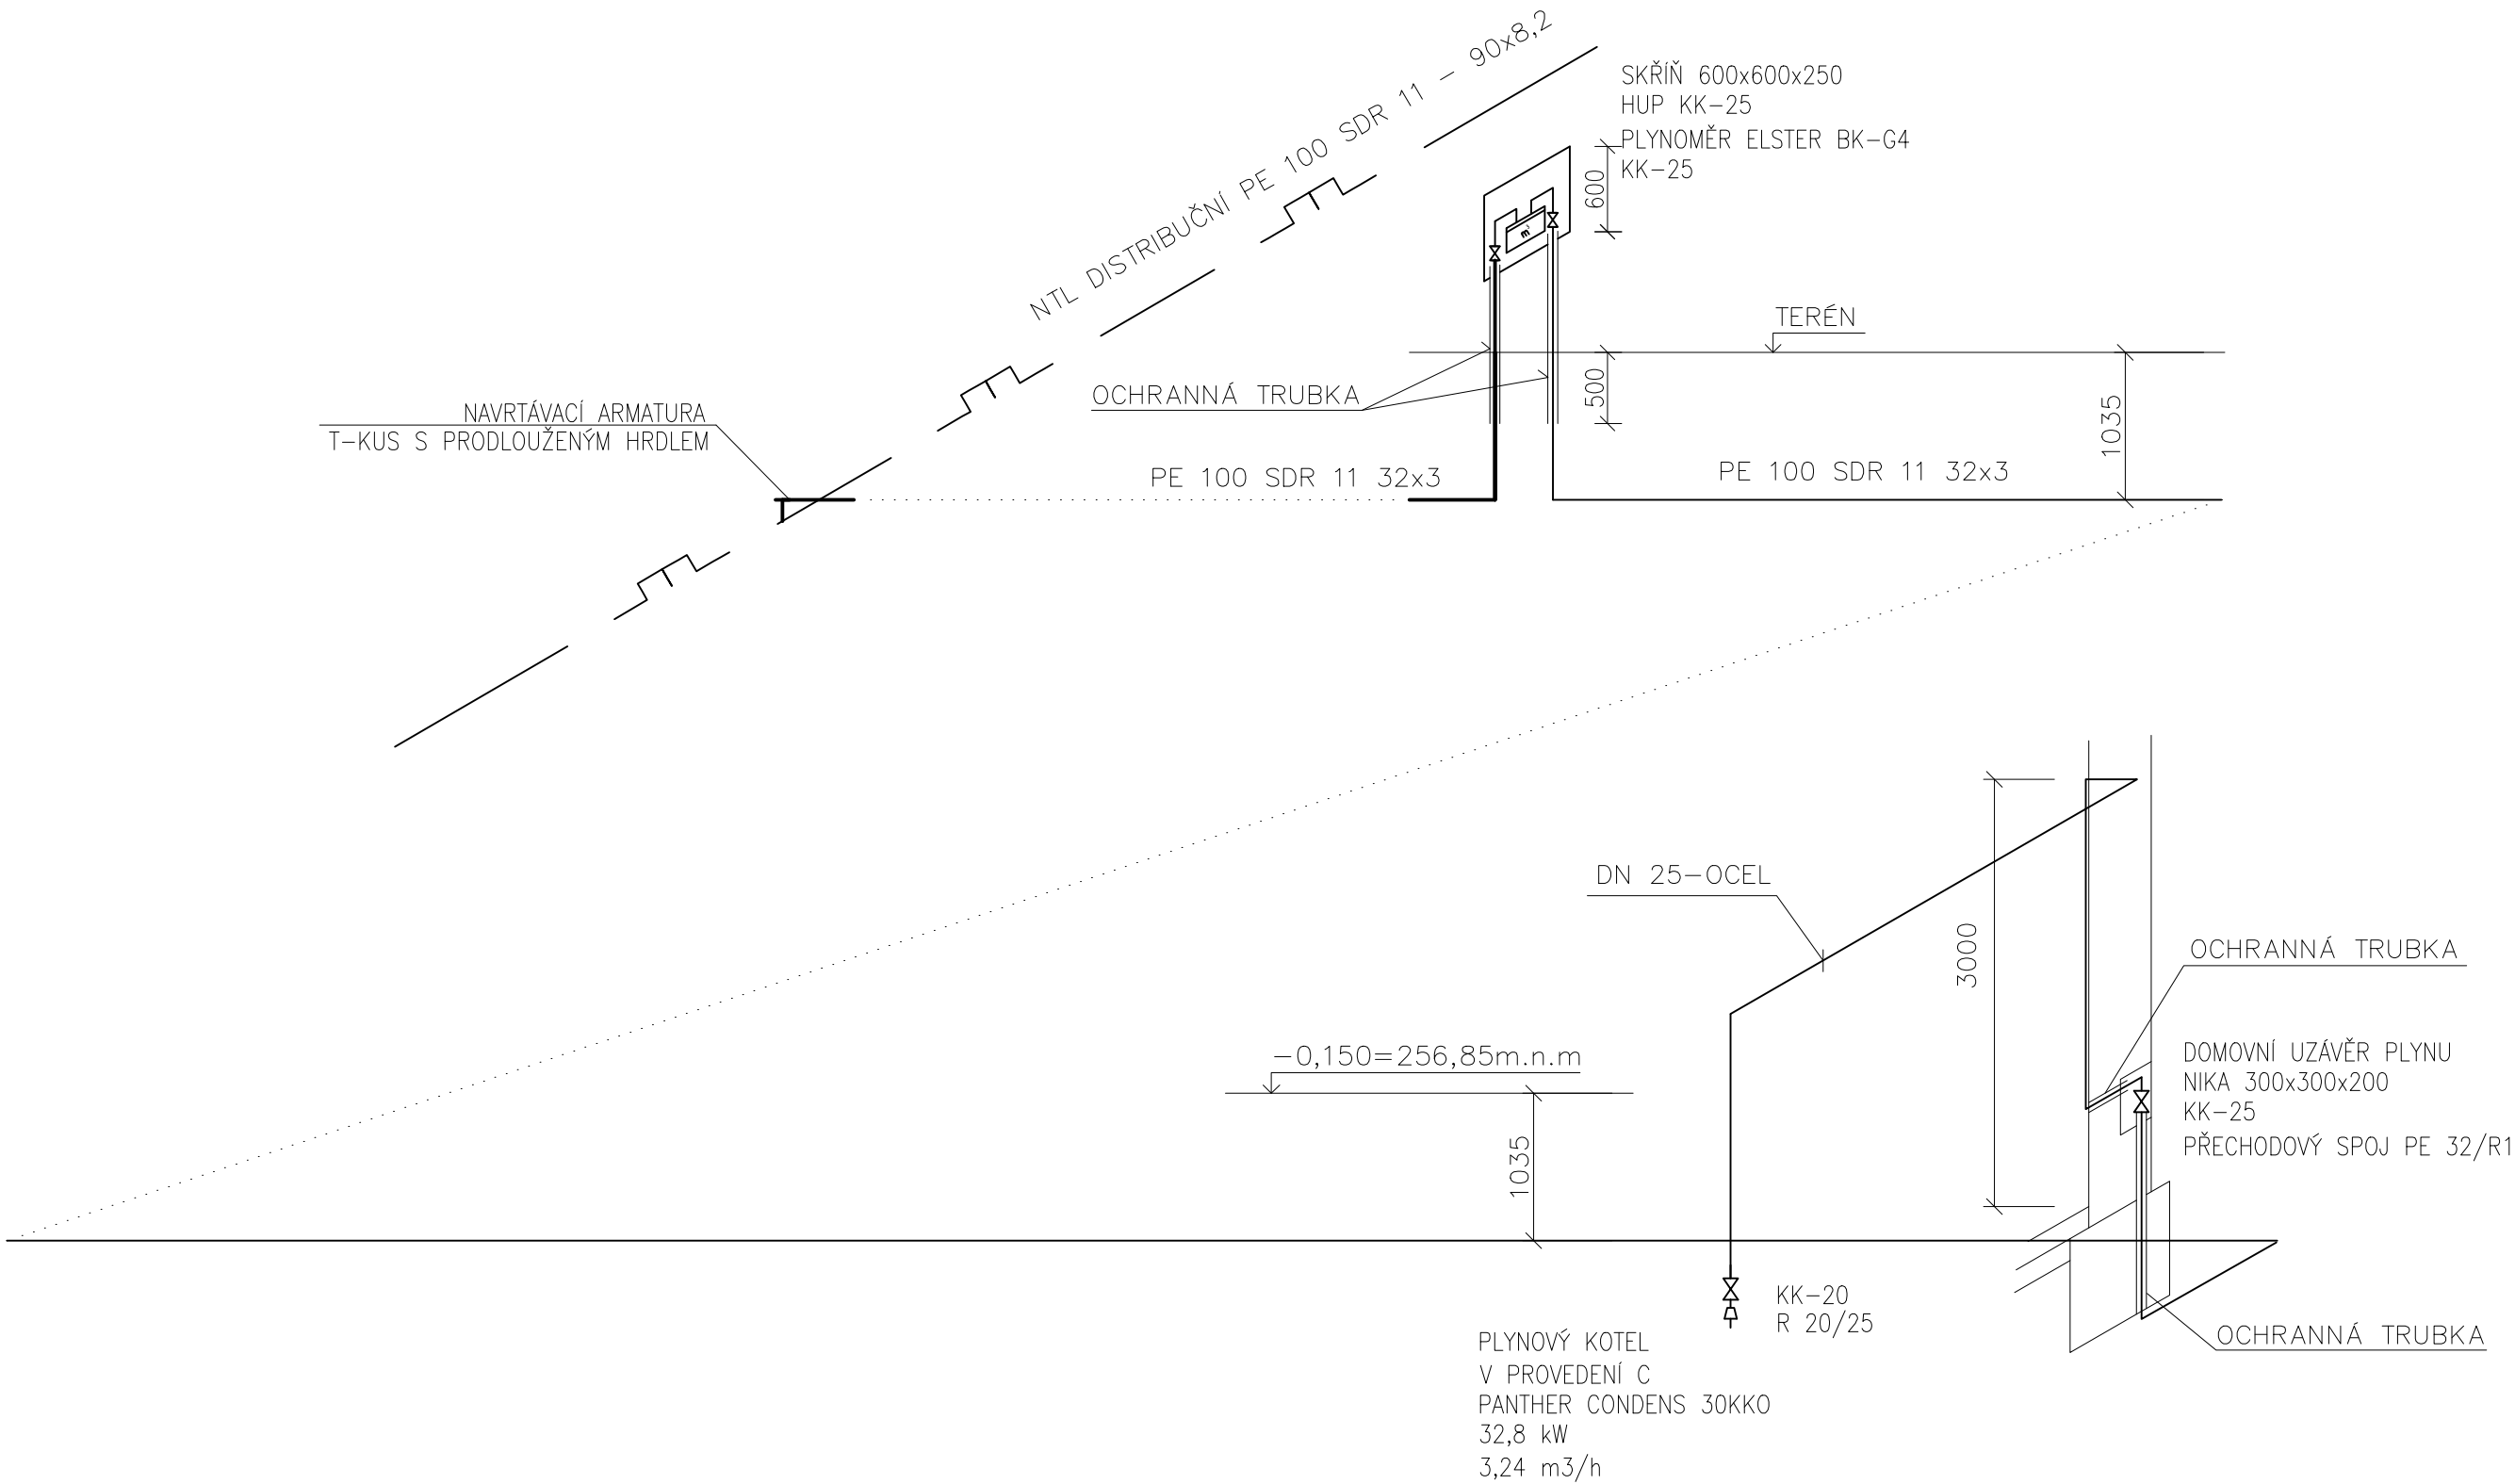 NTL DISTRIBUČNÍ PE 100 SDR 11 - 90x8,2
SKŘÍŇ 600x600x250
HUP KK-25
PLYNOMĚR ELSTER BK-G4
KK-25
600
m³
TERÉN
OCHRANNÁ TRUBKA
500
1035
NAVRTÁVACÍ ARMATURA
T-KUS S PRODLOUŽENÝM HRDLEM
PE 100 SDR 11 32x3
PE 100 SDR 11 32x3
DN 25-OCEL
3000
OCHRANNÁ TRUBKA
-0,150=256,85m.n.m
1035
DOMOVNÍ UZÁVĚR PLYNU
NIKA 300x300x200
KK-25
PŘECHODOVÝ SPOJ PE 32/R1
KK-20
R 20/25
OCHRANNÁ TRUBKA
PLYNOVÝ KOTEL
V PROVEDENÍ C
PANTHER CONDENS 30KKO
32,8 kW
3,24 m3/h